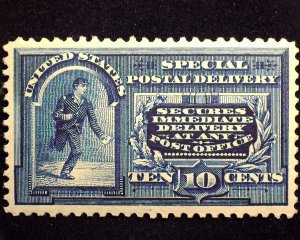 UNITED STATES
SPECIAL
POSTAL DELIVERY
SECURES
IMMEDIATE
DELIVERY
AT ANY
POST OFFICE
TEN 10 CENTS